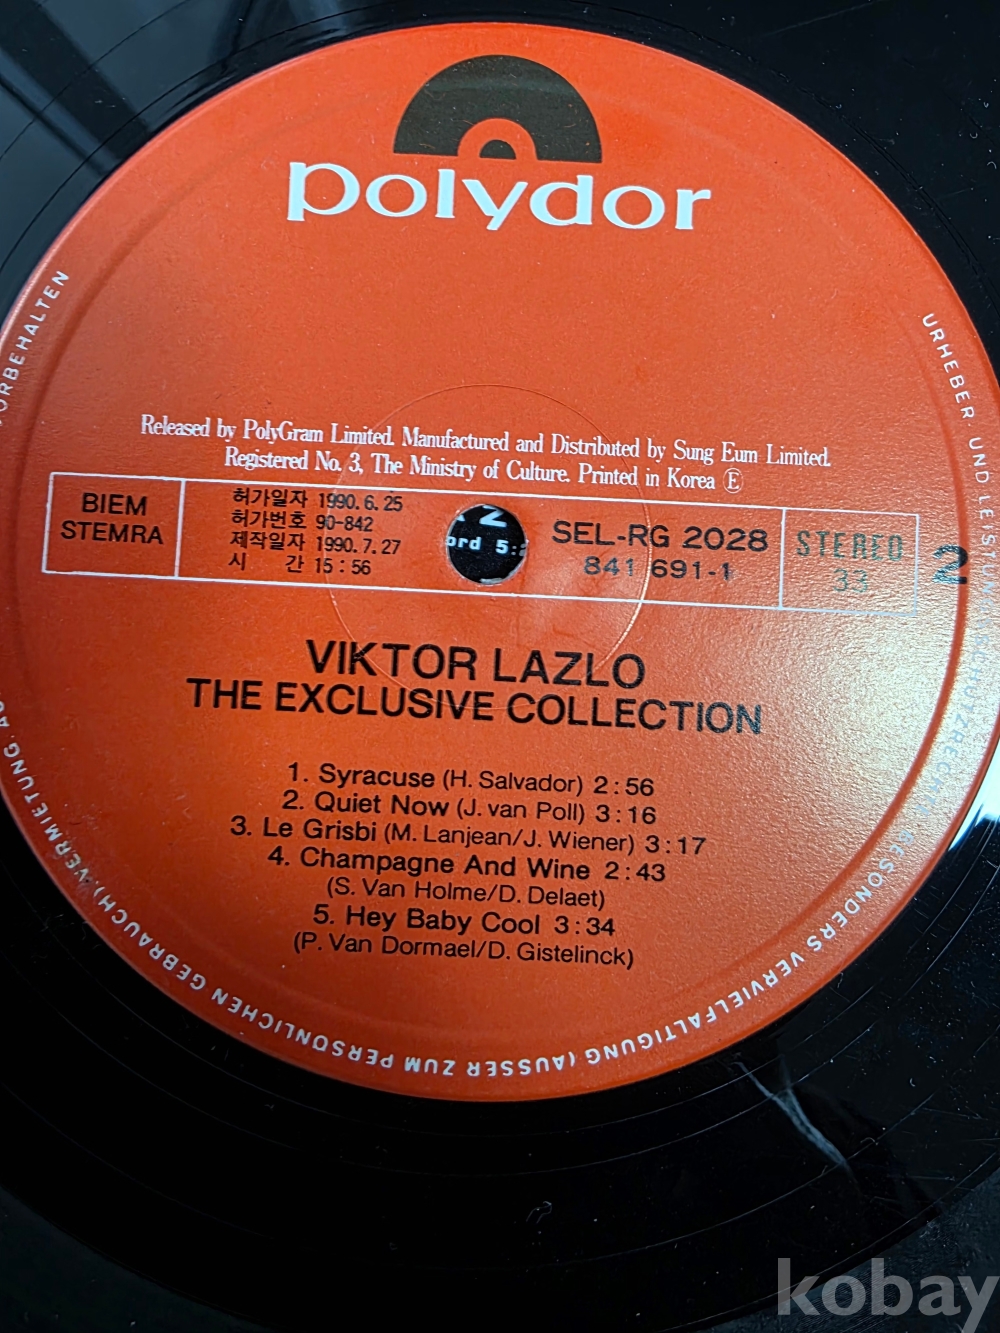 polydor
Released by PolyGram Limited. Manufactured and Distributed by Sung Eum Limited.
Registered No. 3, The Ministry of Culture. Printed in Korea Ⓔ
BIEM
STEMRA
허가일자 1990.6.25
허가번호 90-842
제작일자 1990.7.27
시 간 15:56
2
ord 5:
SEL-RG 2028
841 691-1
STEREO
33
2
VIKTOR LAZLO
THE EXCLUSIVE COLLECTION
1. Syracuse (H. Salvador) 2:56
2. Quiet Now (J. van Poll) 3:16
3. Le Grisbi (M. Lanjean/J. Wiener) 3:17
4. Champagne And Wine 2:43
(S. Van Holme/D. Delaet)
5. Hey Baby Cool 3:34
(P. Van Dormael/D. Gistelinck)
URHEBER- UND LEISTUNGSSCHUTZRECHTE BESONDERS VERVIELFÄLTIGUNG (AUSSER ZUM PERSÖNLICHEN GEBRAUCH), VERMIETUNG, AU
VORBEHALTEN
kobay